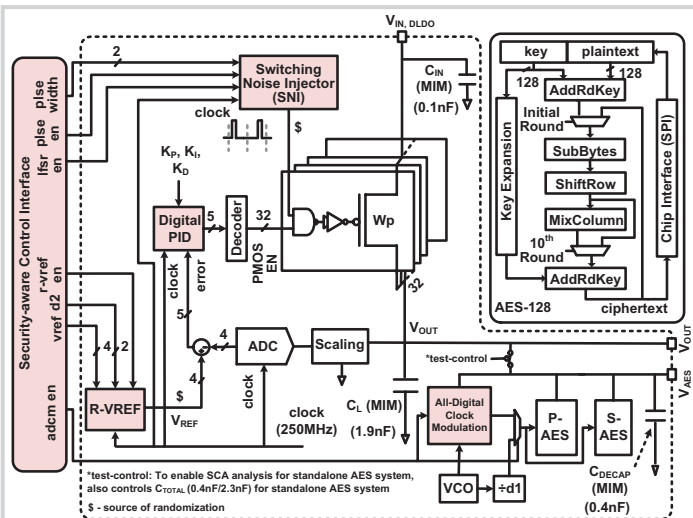 Security-aware Control Interface
plse width
plse en
lfsr en
r-vref en
d2
vref
adcm en
2
Switching
Noise Injector
(SNI)
clock
$
V_IN, DLDO
C_IN
(MIM)
(0.1nF)
K_P, K_I,
K_D
Digital
PID
5
Decoder
32
PMOS
EN
Wp
32
clock
error
5
4
2
4
4
ADC
Scaling
V_OUT
*test-control
V_OUT
V_AES
R-VREF
$
V_REF
clock
clock
(250MHz)
C_L (MIM)
(1.9nF)
All-Digital
Clock
Modulation
P-
AES
S-
AES
C_DECAP
(MIM)
(0.4nF)
VCO
÷d1
*test-control: To enable SCA analysis for standalone AES system,
also controls C_TOTAL (0.4nF/2.3nF) for standalone AES system
$ - source of randomization
key
plaintext
128
128
AddRdKey
Initial
Round
SubBytes
ShiftRow
MixColumn
10th
Round
AddRdKey
Key Expansion
Chip Interface (SPI)
AES-128
ciphertext